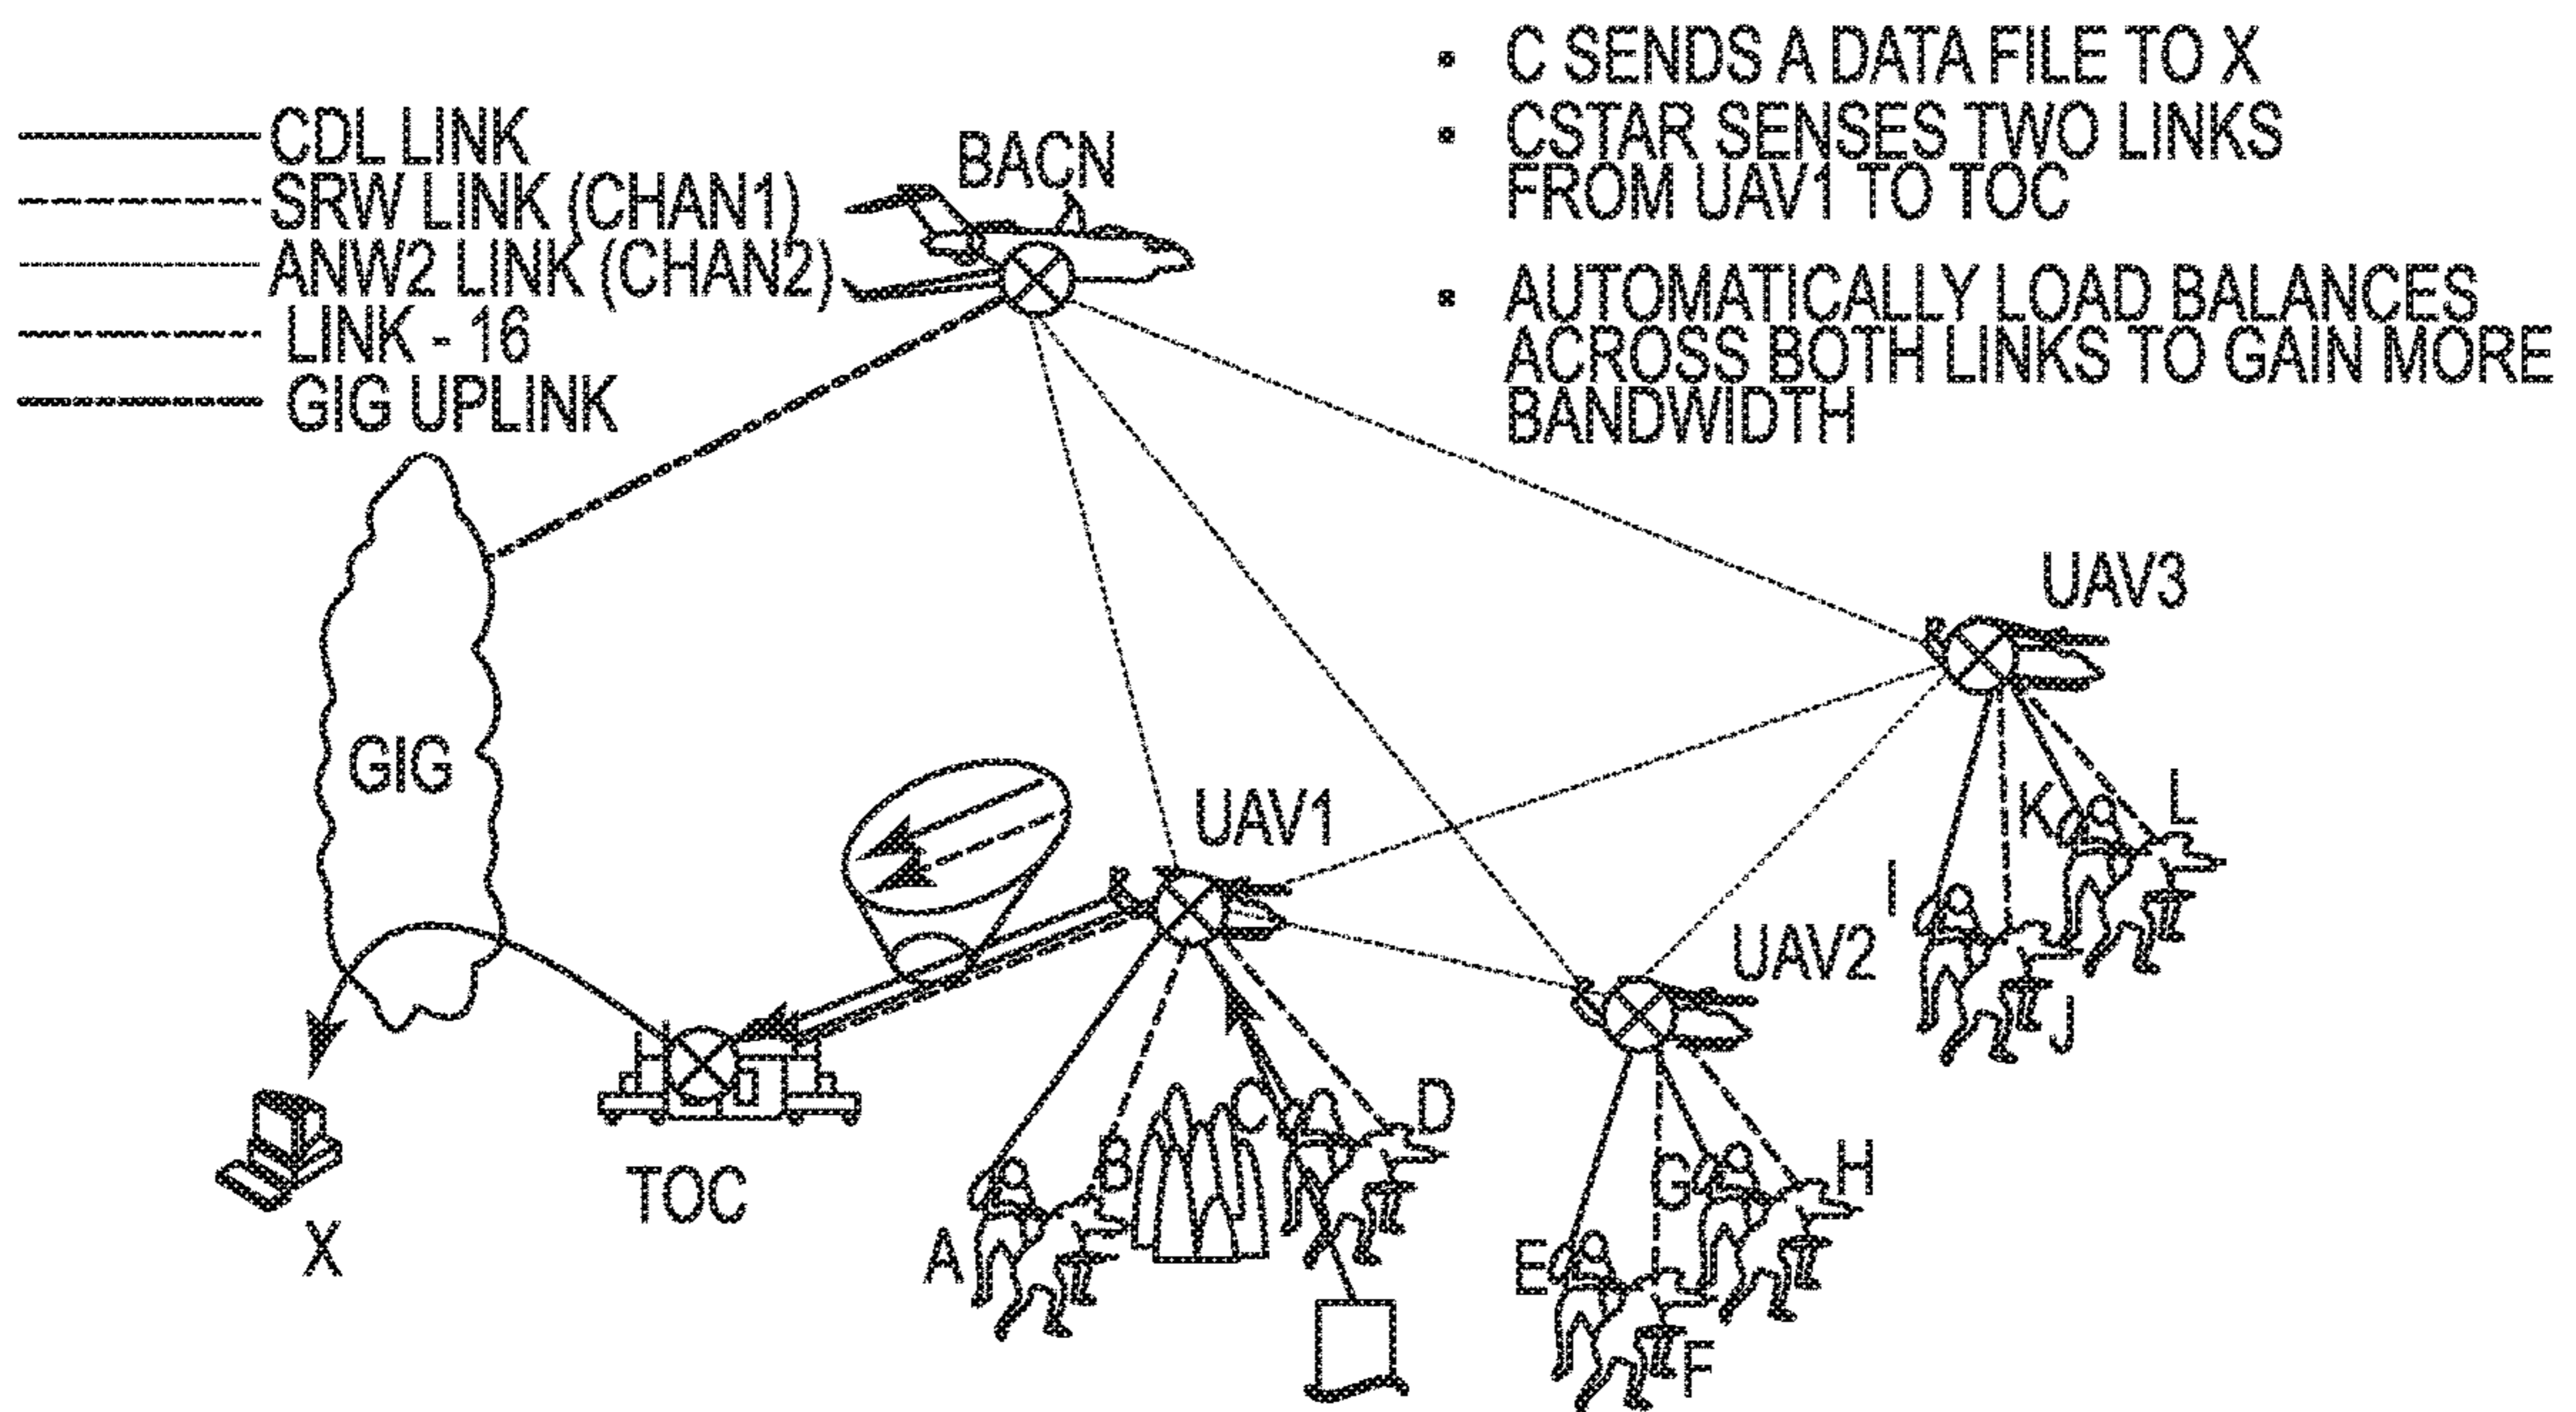 CDL LINK
SRW LINK (CHAN1)
ANW2 LINK (CHAN2)
LINK - 16
GIG UPLINK
BACN
• C SENDS A DATA FILE TO X
• CSTAR SENSES TWO LINKS
FROM UAV1 TO TOC
• AUTOMATICALLY LOAD BALANCES
ACROSS BOTH LINKS TO GAIN MORE
BANDWIDTH
UAV3
GIG
UAV1
K
L
I
UAV2
J
C
D
B
TOC
A
X
G
H
E
F